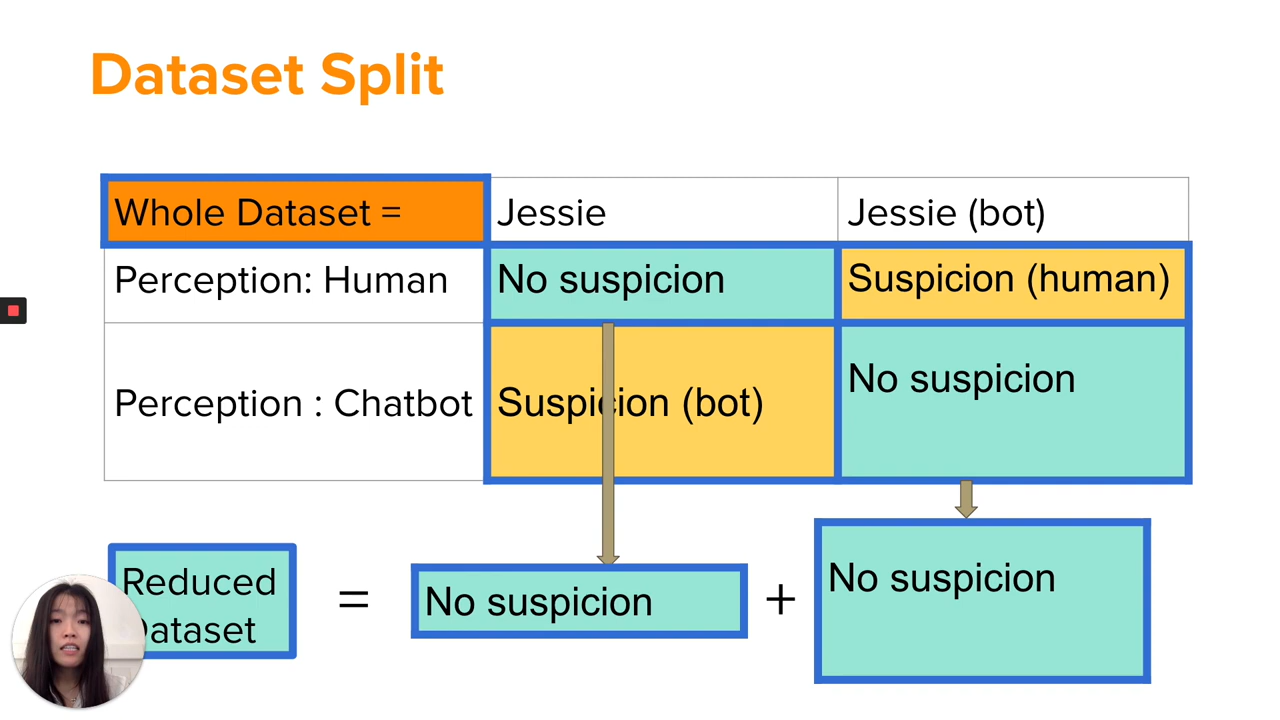 Dataset Split
Whole Dataset =
Jessie
Jessie (bot)
Perception: Human
No suspicion
Suspicion (human)
Perception : Chatbot
Suspicion (bot)
No suspicion
Reduced
Dataset
=
No suspicion
+
No suspicion